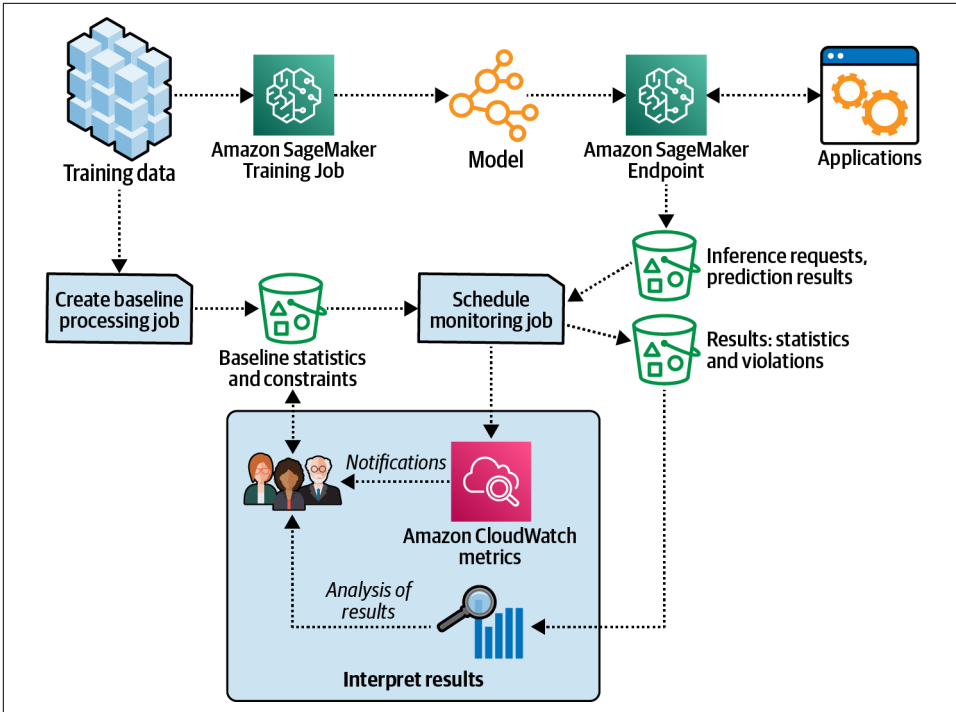 Training data
Amazon SageMaker
Training Job
Model
Amazon SageMaker
Endpoint
Applications
Create baseline
processing job
Baseline statistics
and constraints
Schedule
monitoring job
Inference requests,
prediction results
Results: statistics
and violations
Notifications
Amazon CloudWatch
metrics
Analysis of
results
Interpret results